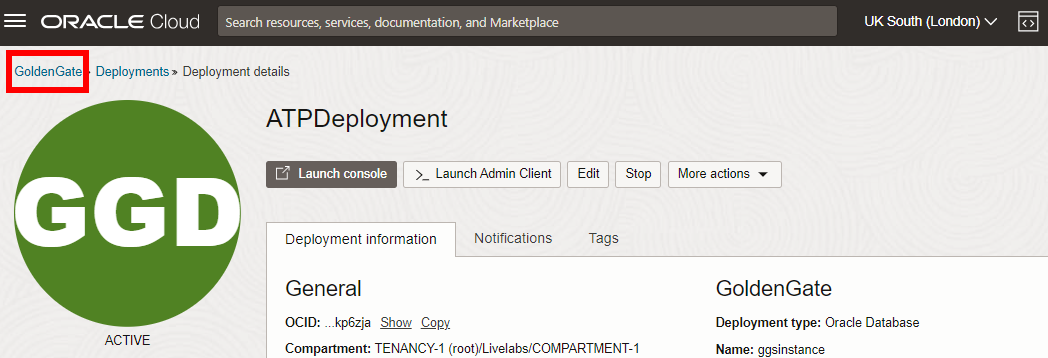 ORACLE Cloud Search resources, services, documentation, and Marketplace UK South (London)
GoldenGate » Deployments » Deployment details
GGD
ACTIVE
ATPDeployment
Launch console Launch Admin Client Edit Stop More actions
Deployment information Notifications Tags
General
OCID: ...kp6zja Show Copy
Compartment: TENANCY-1 (root)/Livelabs/COMPARTMENT-1
GoldenGate
Deployment type: Oracle Database
Name: ggsinstance